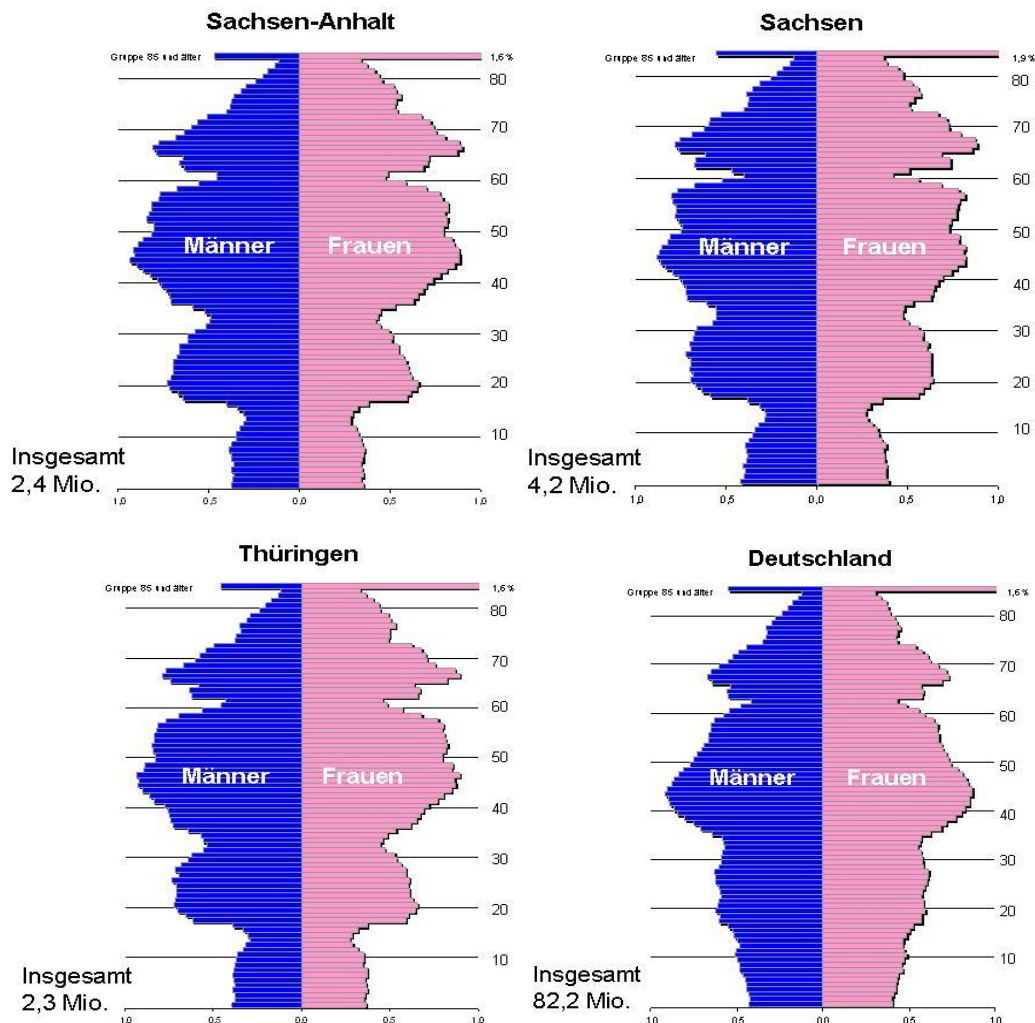 Sachsen-Anhalt
Gruppe 85 und älter
1,6 %
80
70
60
50
40
30
20
10
Männer
Frauen
Insgesamt
2,4 Mio.
1,0 0,5 0,0 0,5 1,0
Sachsen
Gruppe 85 und älter
1,9 %
80
70
60
50
40
30
20
10
Männer
Frauen
Insgesamt
4,2 Mio.
1,0 0,5 0,0 0,5 1,0
Thüringen
Gruppe 85 und älter
1,6 %
80
70
60
50
40
30
20
10
Männer
Frauen
Insgesamt
2,3 Mio.
1,0 0,5 0,0 0,5 1,0
Deutschland
Gruppe 85 und älter
1,6 %
80
70
60
50
40
30
20
10
Männer
Frauen
Insgesamt
82,2 Mio.
1,0 0,5 0,0 0,5 1,0